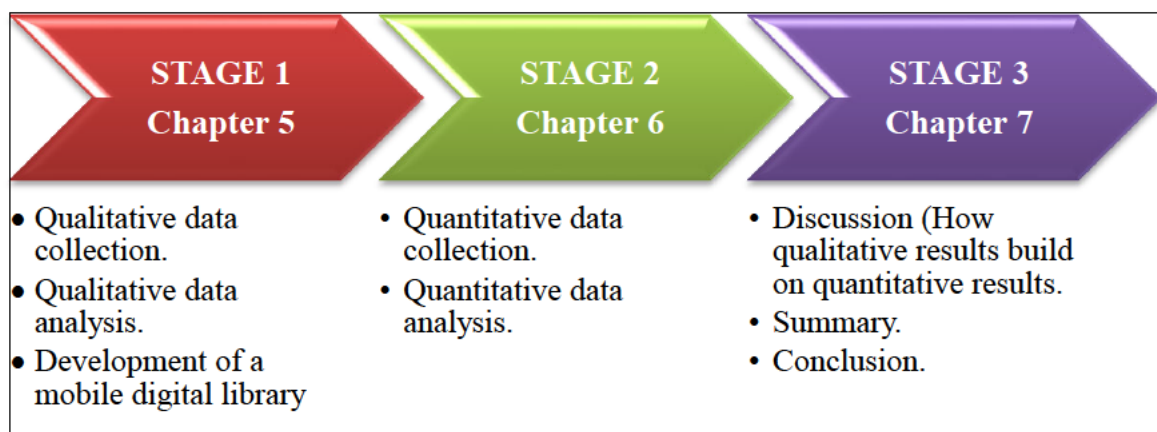 STAGE 1
Chapter 5
STAGE 2
Chapter 6
STAGE 3
Chapter 7
● Qualitative data
collection.
● Qualitative data
analysis.
● Development of a
mobile digital library
• Quantitative data
collection.
• Quantitative data
analysis.
• Discussion (How
qualitative results build
on quantitative results.
• Summary.
• Conclusion.